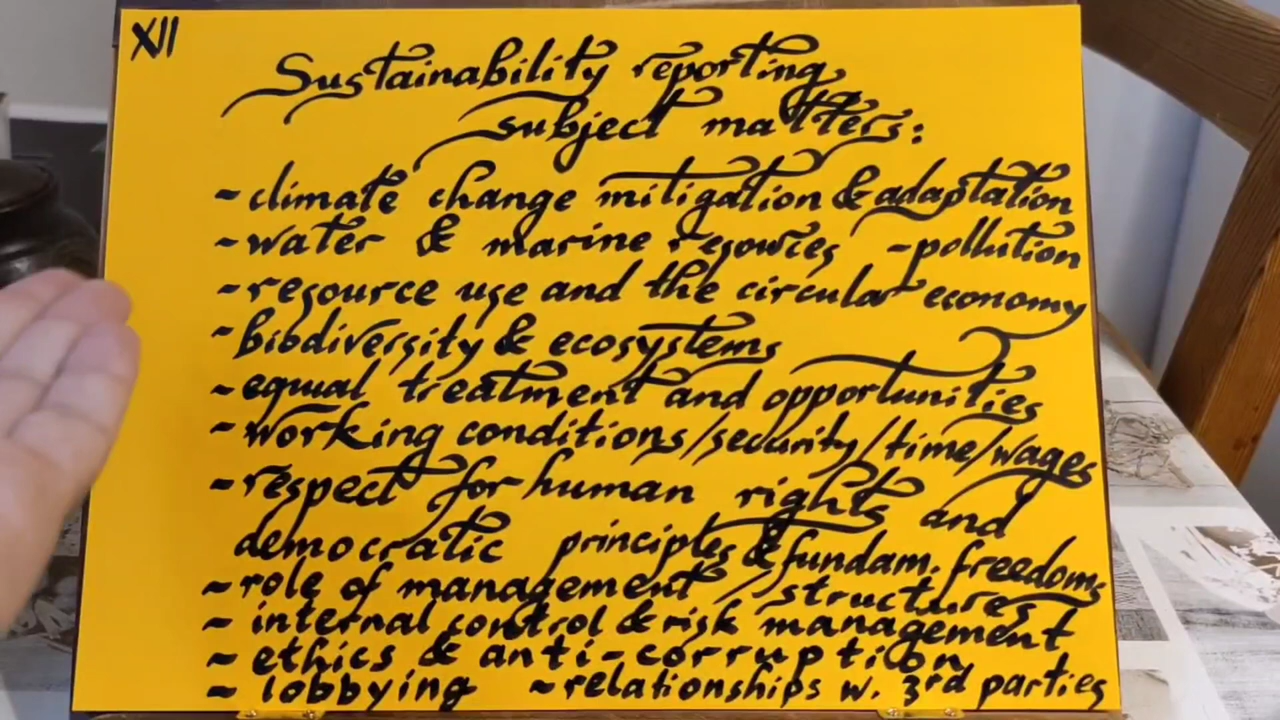 XII
Sustainability reporting
subject matters:
~ climate change mitigation & adaptation
~ water & marine resources ~ pollution
~ resource use and the circular economy
~ biodiversity & ecosystems
~ equal treatment and opportunities
~ working conditions/security/time/wages
~ respect for human rights and
democratic principles & fundam. freedoms
~ role of management / structures
~ internal control & risk management
~ ethics & anti-corruption
~ lobbying ~ relationships w. 3rd parties